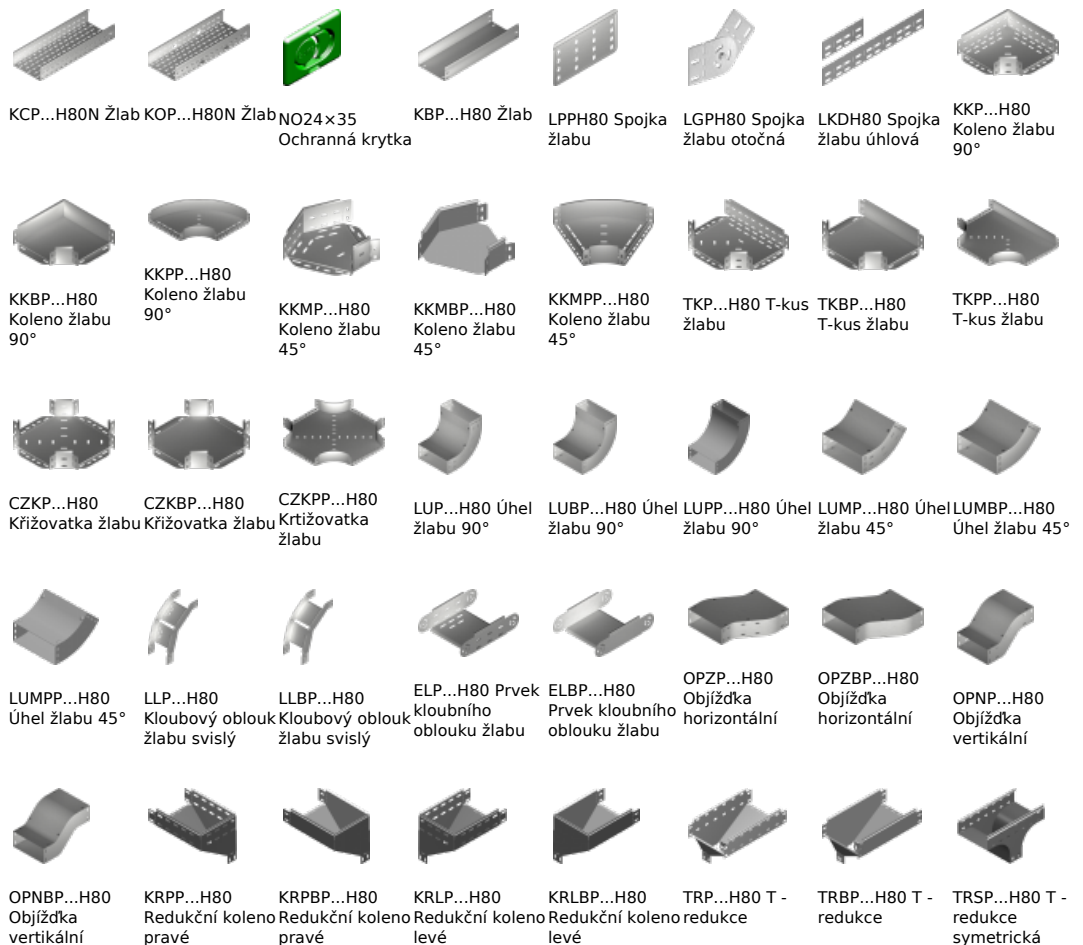 KCP...H80N Žlab
KOP...H80N Žlab
NO24×35
Ochranná krytka
KBP...H80 Žlab
LPPH80 Spojka
žlabu
LGPH80 Spojka
žlabu otočná
LKDH80 Spojka
žlabu úhlová
KKP...H80
Koleno žlabu
90°
KKBP...H80
Koleno žlabu
90°
KKPP...H80
Koleno žlabu
90°
KKMP...H80
Koleno žlabu
45°
KKMBP...H80
Koleno žlabu
45°
KKMPP...H80
Koleno žlabu
45°
TKP...H80 T-kus
žlabu
TKBP...H80
T-kus žlabu
TKPP...H80
T-kus žlabu
CZKP...H80
Křižovatka žlabu
CZKBP...H80
Křižovatka žlabu
CZKPP...H80
Krtižovatka
žlabu
LUP...H80 Úhel
žlabu 90°
LUBP...H80 Úhel
žlabu 90°
LUPP...H80 Úhel
žlabu 90°
LUMP...H80 Úhel
žlabu 45°
LUMBP...H80
Úhel žlabu 45°
LUMPP...H80
Úhel žlabu 45°
LLP...H80
Kloubový oblouk
žlabu svislý
LLBP...H80
Kloubový oblouk
žlabu svislý
ELP...H80 Prvek
kloubního
oblouku žlabu
ELBP...H80
Prvek kloubního
oblouku žlabu
OPZP...H80
Objížďka
horizontální
OPZBP...H80
Objížďka
horizontální
OPNP...H80
Objížďka
vertikální
OPNBP...H80
Objížďka
vertikální
KRPP...H80
Redukční koleno
pravé
KRPBP...H80
Redukční koleno
pravé
KRLP...H80
Redukční koleno
levé
KRLBP...H80
Redukční koleno
levé
TRP...H80 T -
redukce
TRBP...H80 T -
redukce
TRSP...H80 T -
redukce
symetrická